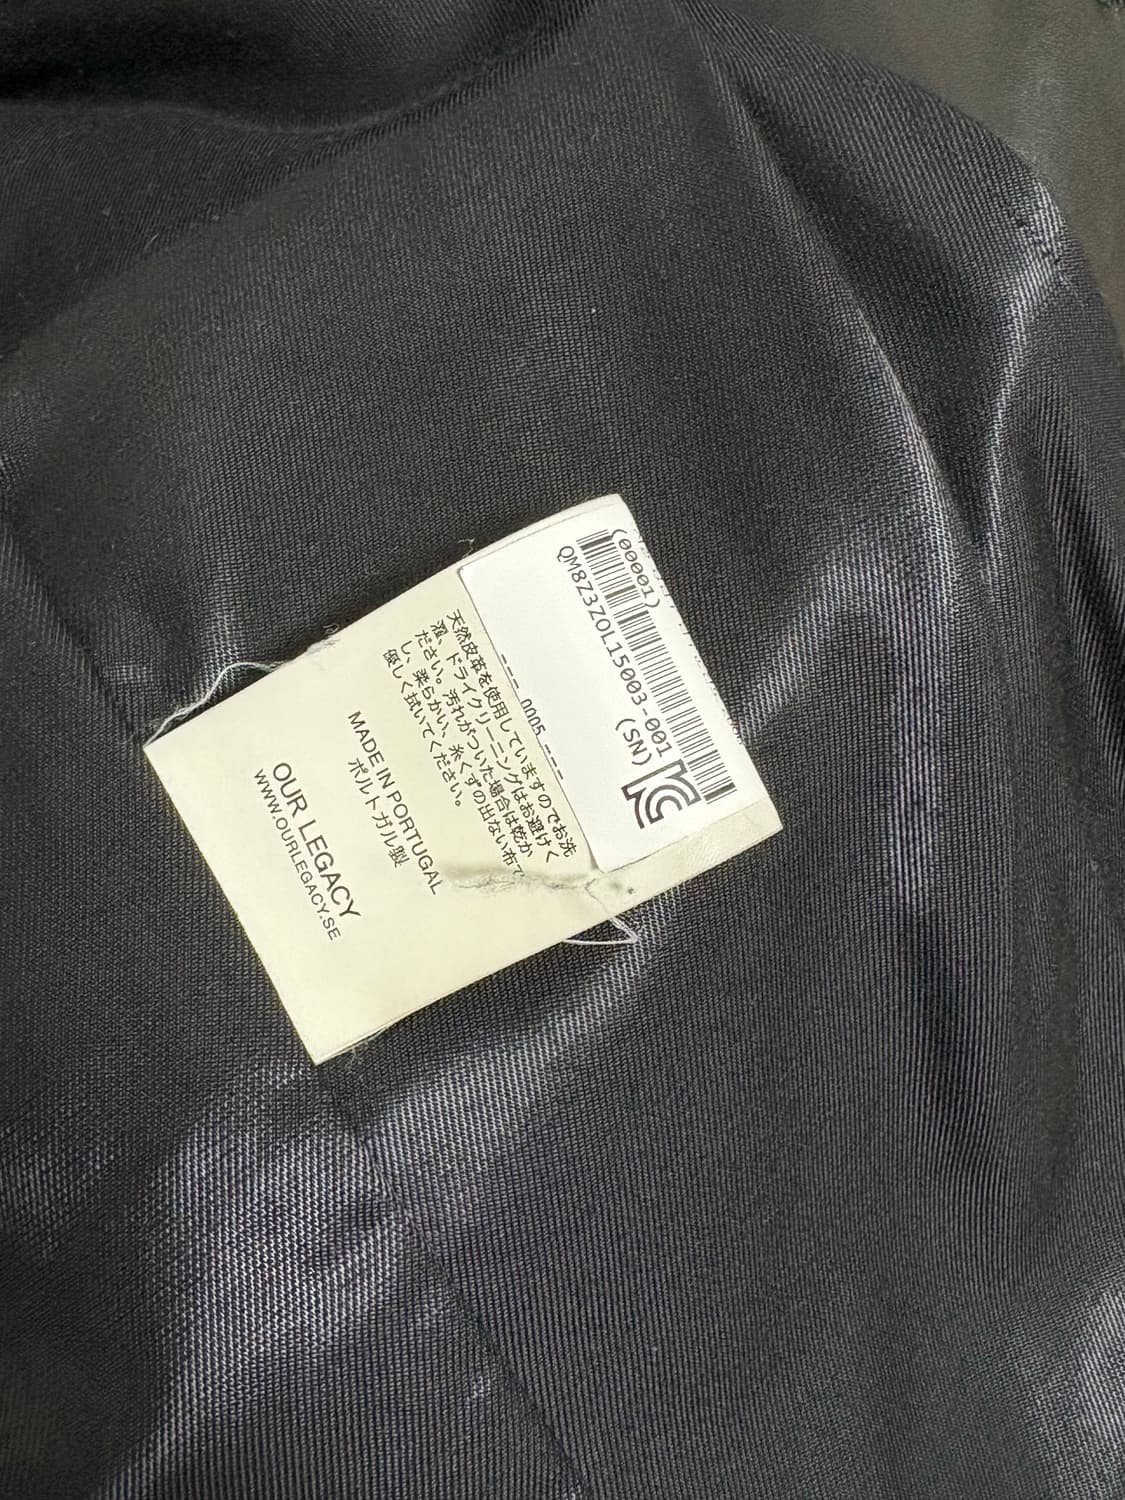 (00001)
QM8Z3Z0L15003-001
(SN)
--- 0005 ---
天然皮革を使用していますのでお洗
濯、ドライクリーニングはお避けく
ださい。汚れがついた場合は乾か
し、柔らかい、糸くずの出ない布で
優しく拭いてください。
MADE IN PORTUGAL
ポルトガル製
OUR LEGACY
WWW.OURLEGACY.SE